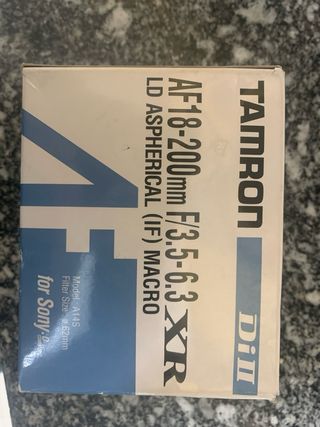 TAMRON Di II
AF18-200mm F/3.5-6.3 XR
LD ASPHERICAL (IF) MACRO
AF
Model : A14S
Filter Size : ø 62mm
for Sony